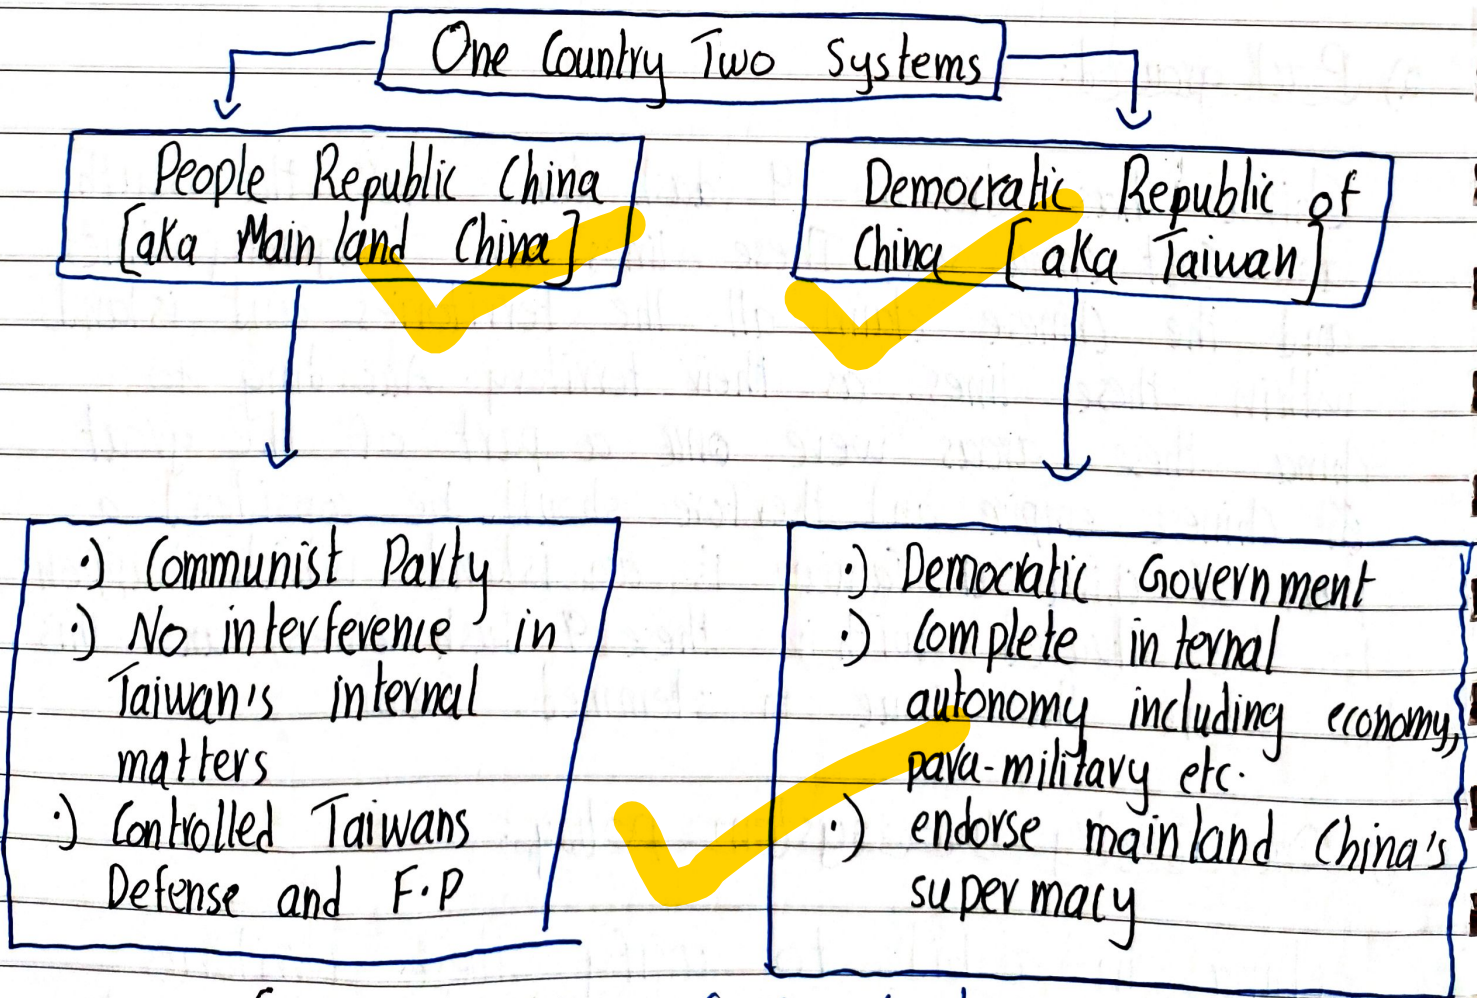 One Country Two Systems
People Republic China
[aka Main land China]
Democratic Republic of
China [aka Taiwan]
·) Communist Party
·) No interference in
Taiwan's internal
matters
·) Controlled Taiwans
Defense and F.P
·) Democratic Government
·) Complete internal
autonomy including economy,
para-military etc.
·) endorse mainland China's
supermacy